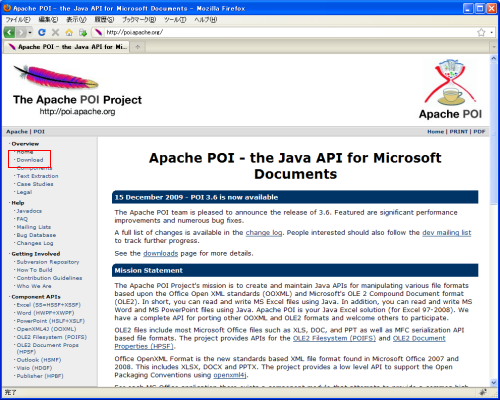 Apache POI - the Java API for Microsoft Documents - Mozilla Firefox
ファイル(F) 編集(E) 表示(V) 履歴(S) ブックマーク(B) ツール(T) ヘルプ(H)
http://poi.apache.org/
Apache POI - the Java API for Mi...
The Apache POI Project
http://poi.apache.org
Apache POI
Apache | POI
Home | PRINT | PDF
Overview
Home
Download
Components
Text Extraction
Case Studies
Legal
Help
Javadocs
FAQ
Mailing Lists
Bug Database
Changes Log
Getting Involved
Subversion Repository
How To Build
Contribution Guidelines
Who We Are
Component APIs
Excel (SS=HSSF+XSSF)
Word (HWPF+XWPF)
PowerPoint (HSLF+XSLF)
OpenXML4J (OOXML)
OLE2 Filesystem (POIFS)
OLE2 Document Props
(HPSF)
Outlook (HSMF)
Visio (HDGF)
Publisher (HPBF)
Apache POI - the Java API for Microsoft
Documents
15 December 2009 - POI 3.6 is now available
The Apache POI team is pleased to announce the release of 3.6. Featured are significant performance
improvements and numerous bug fixes.
A full list of changes is available in the change log. People interested should also follow the dev mailing list
to track further progress.
See the downloads page for more details.
Mission Statement
The Apache POI Project's mission is to create and maintain Java APIs for manipulating various file formats
based upon the Office Open XML standards (OOXML) and Microsoft's OLE 2 Compound Document format
(OLE2). In short, you can read and write MS Excel files using Java. In addition, you can read and write MS
Word and MS PowerPoint files using Java. Apache POI is your Java Excel solution (for Excel 97-2008). We
have a complete API for porting other OOXML and OLE2 formats and welcome others to participate.
OLE2 files include most Microsoft Office files such as XLS, DOC, and PPT as well as MFC serialization API
based file formats. The project provides APIs for the OLE2 Filesystem (POIFS) and OLE2 Document
Properties (HPSF).
Office OpenXML Format is the new standards based XML file format found in Microsoft Office 2007 and
2008. This includes XLSX, DOCX and PPTX. The project provides a low level API to support the Open
Packaging Conventions using openxml4j.
完了